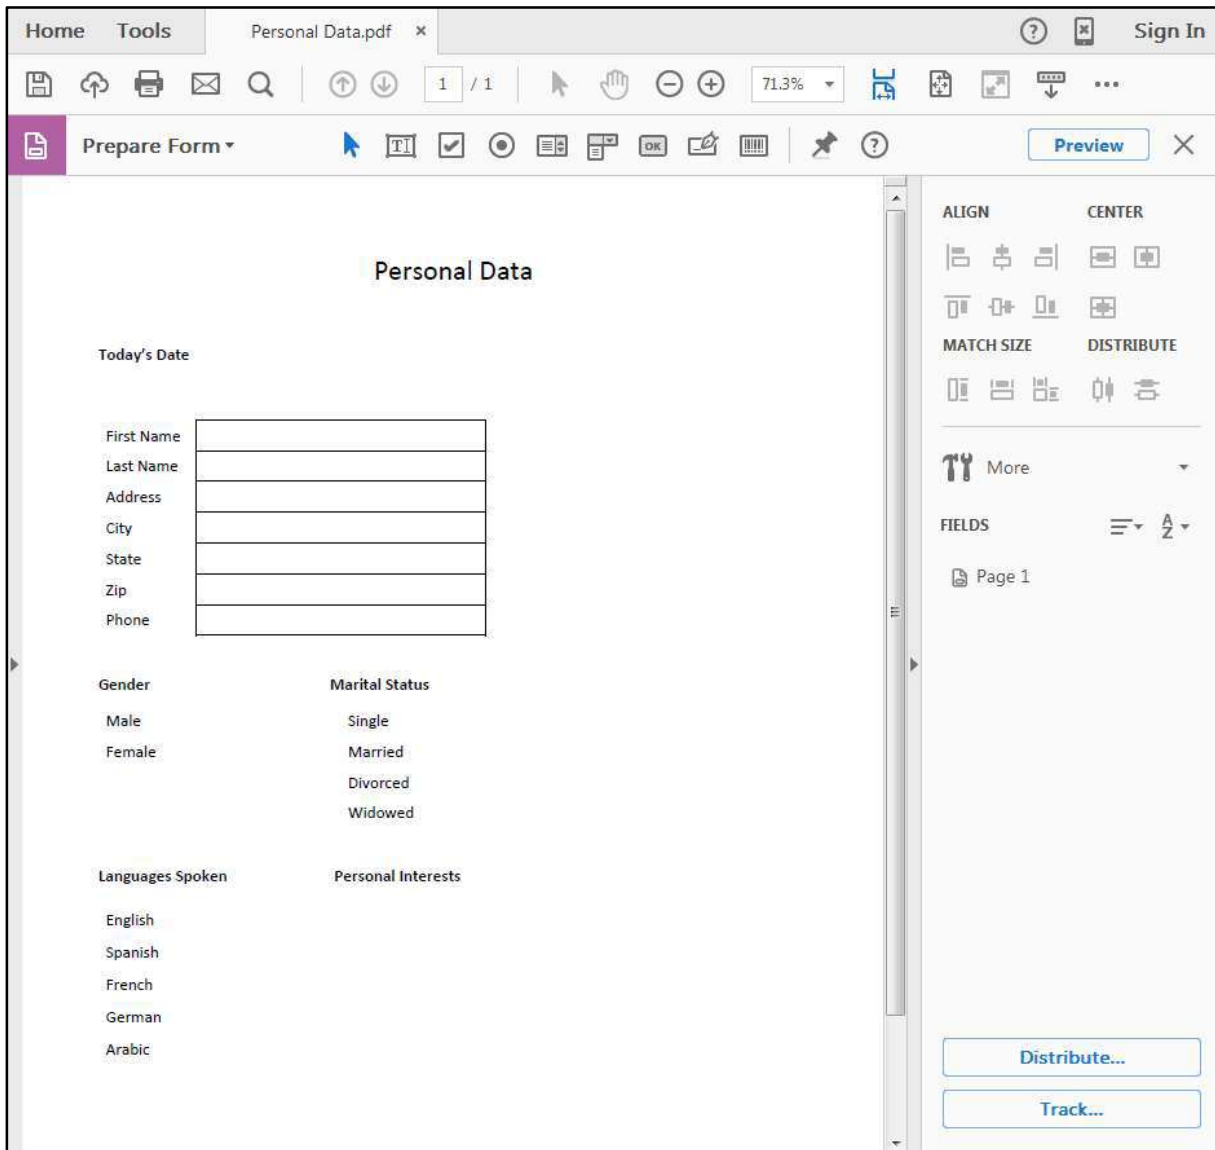 Home Tools Personal Data.pdf × ? Sign In
1 / 1 71.3%
Prepare Form TI OK ? Preview
ALIGN CENTER
Personal Data
MATCH SIZE DISTRIBUTE
Today's Date
First Name
Last Name
More
Address
City
FIELDS A Z
State
Zip
Page 1
Phone
Gender Marital Status
Male Single
Female Married
Divorced
Widowed
Languages Spoken Personal Interests
English
Spanish
French
German
Arabic
Distribute...
Track...